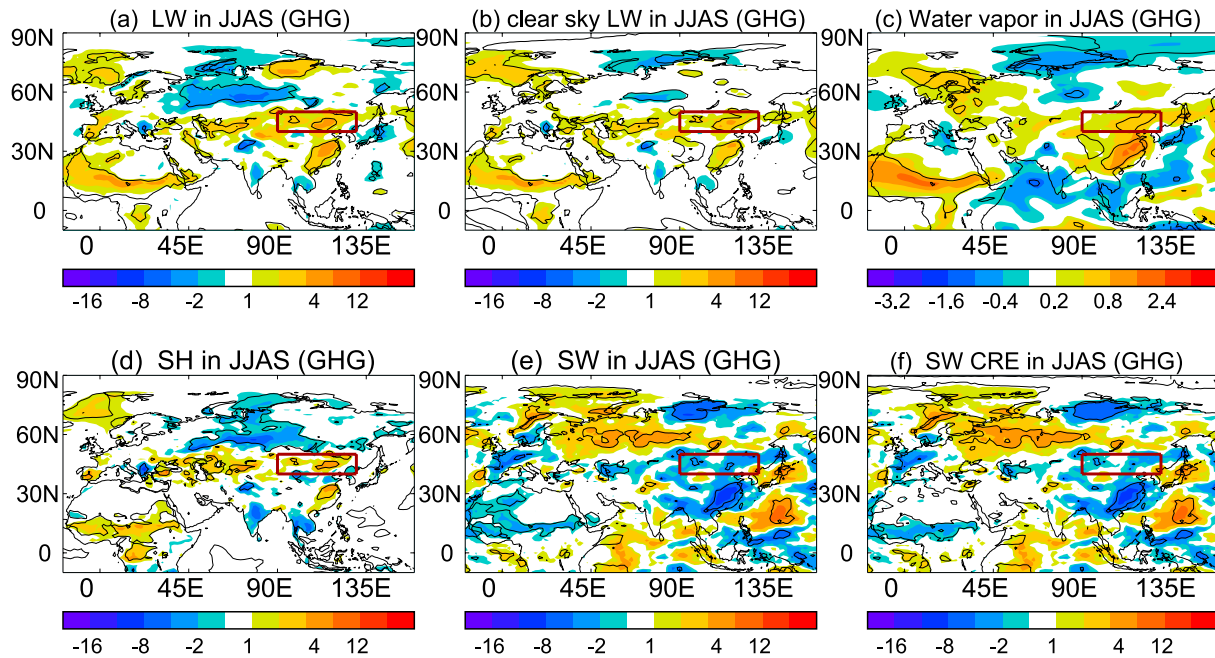 (a) LW in JJAS (GHG)
(b) clear sky LW in JJAS (GHG)
(c) Water vapor in JJAS (GHG)
90N 90N 90N
60N 60N 60N
30N 30N 30N
0 0 0
0 45E 90E 135E 0 45E 90E 135E 0 45E 90E 135E
-16 -8 -2 1 4 12 -16 -8 -2 1 4 12 -3.2 -1.6 -0.4 0.2 0.8 2.4
(d) SH in JJAS (GHG)
(e) SW in JJAS (GHG)
(f) SW CRE in JJAS (GHG)
90N 90N 90N
60N 60N 60N
30N 30N 30N
0 0 0
0 45E 90E 135E 0 45E 90E 135E 0 45E 90E 135E
-16 -8 -2 1 4 12 -16 -8 -2 1 4 12 -16 -8 -2 1 4 12